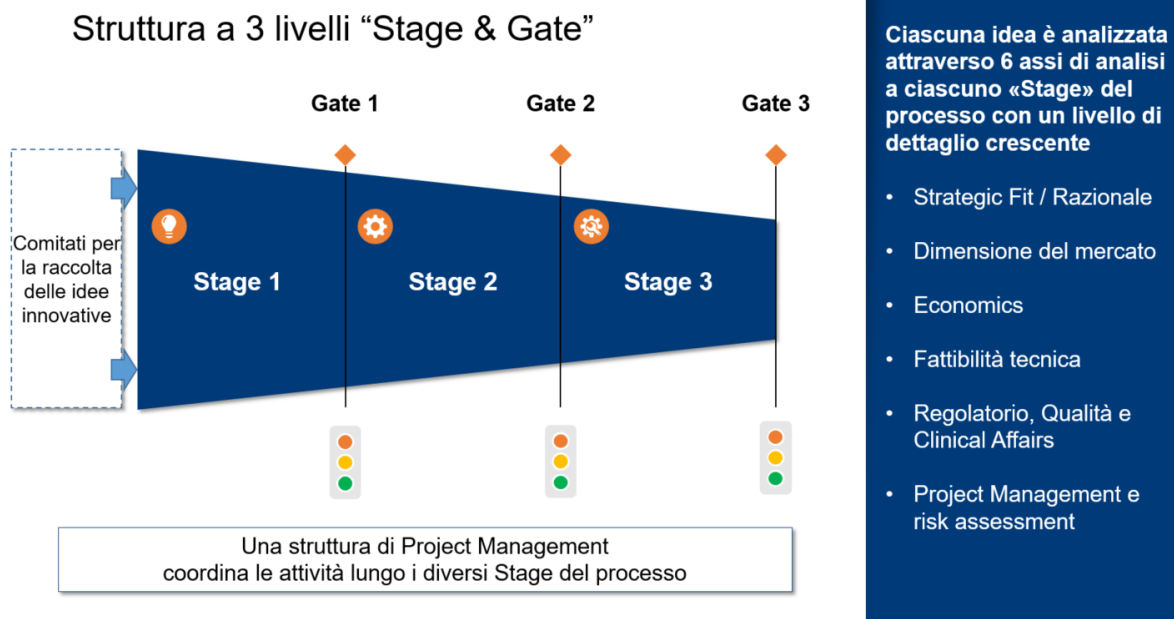 Struttura a 3 livelli “Stage & Gate”
Gate 1
Gate 2
Gate 3
Comitati per
la raccolta
delle idee
innovative
Stage 1
Stage 2
Stage 3
Una struttura di Project Management
coordina le attività lungo i diversi Stage del processo
Ciascuna idea è analizzata
attraverso 6 assi di analisi
a ciascuno «Stage» del
processo con un livello di
dettaglio crescente
• Strategic Fit / Razionale
• Dimensione del mercato
• Economics
• Fattibilità tecnica
• Regolatorio, Qualità e
Clinical Affairs
• Project Management e
risk assessment